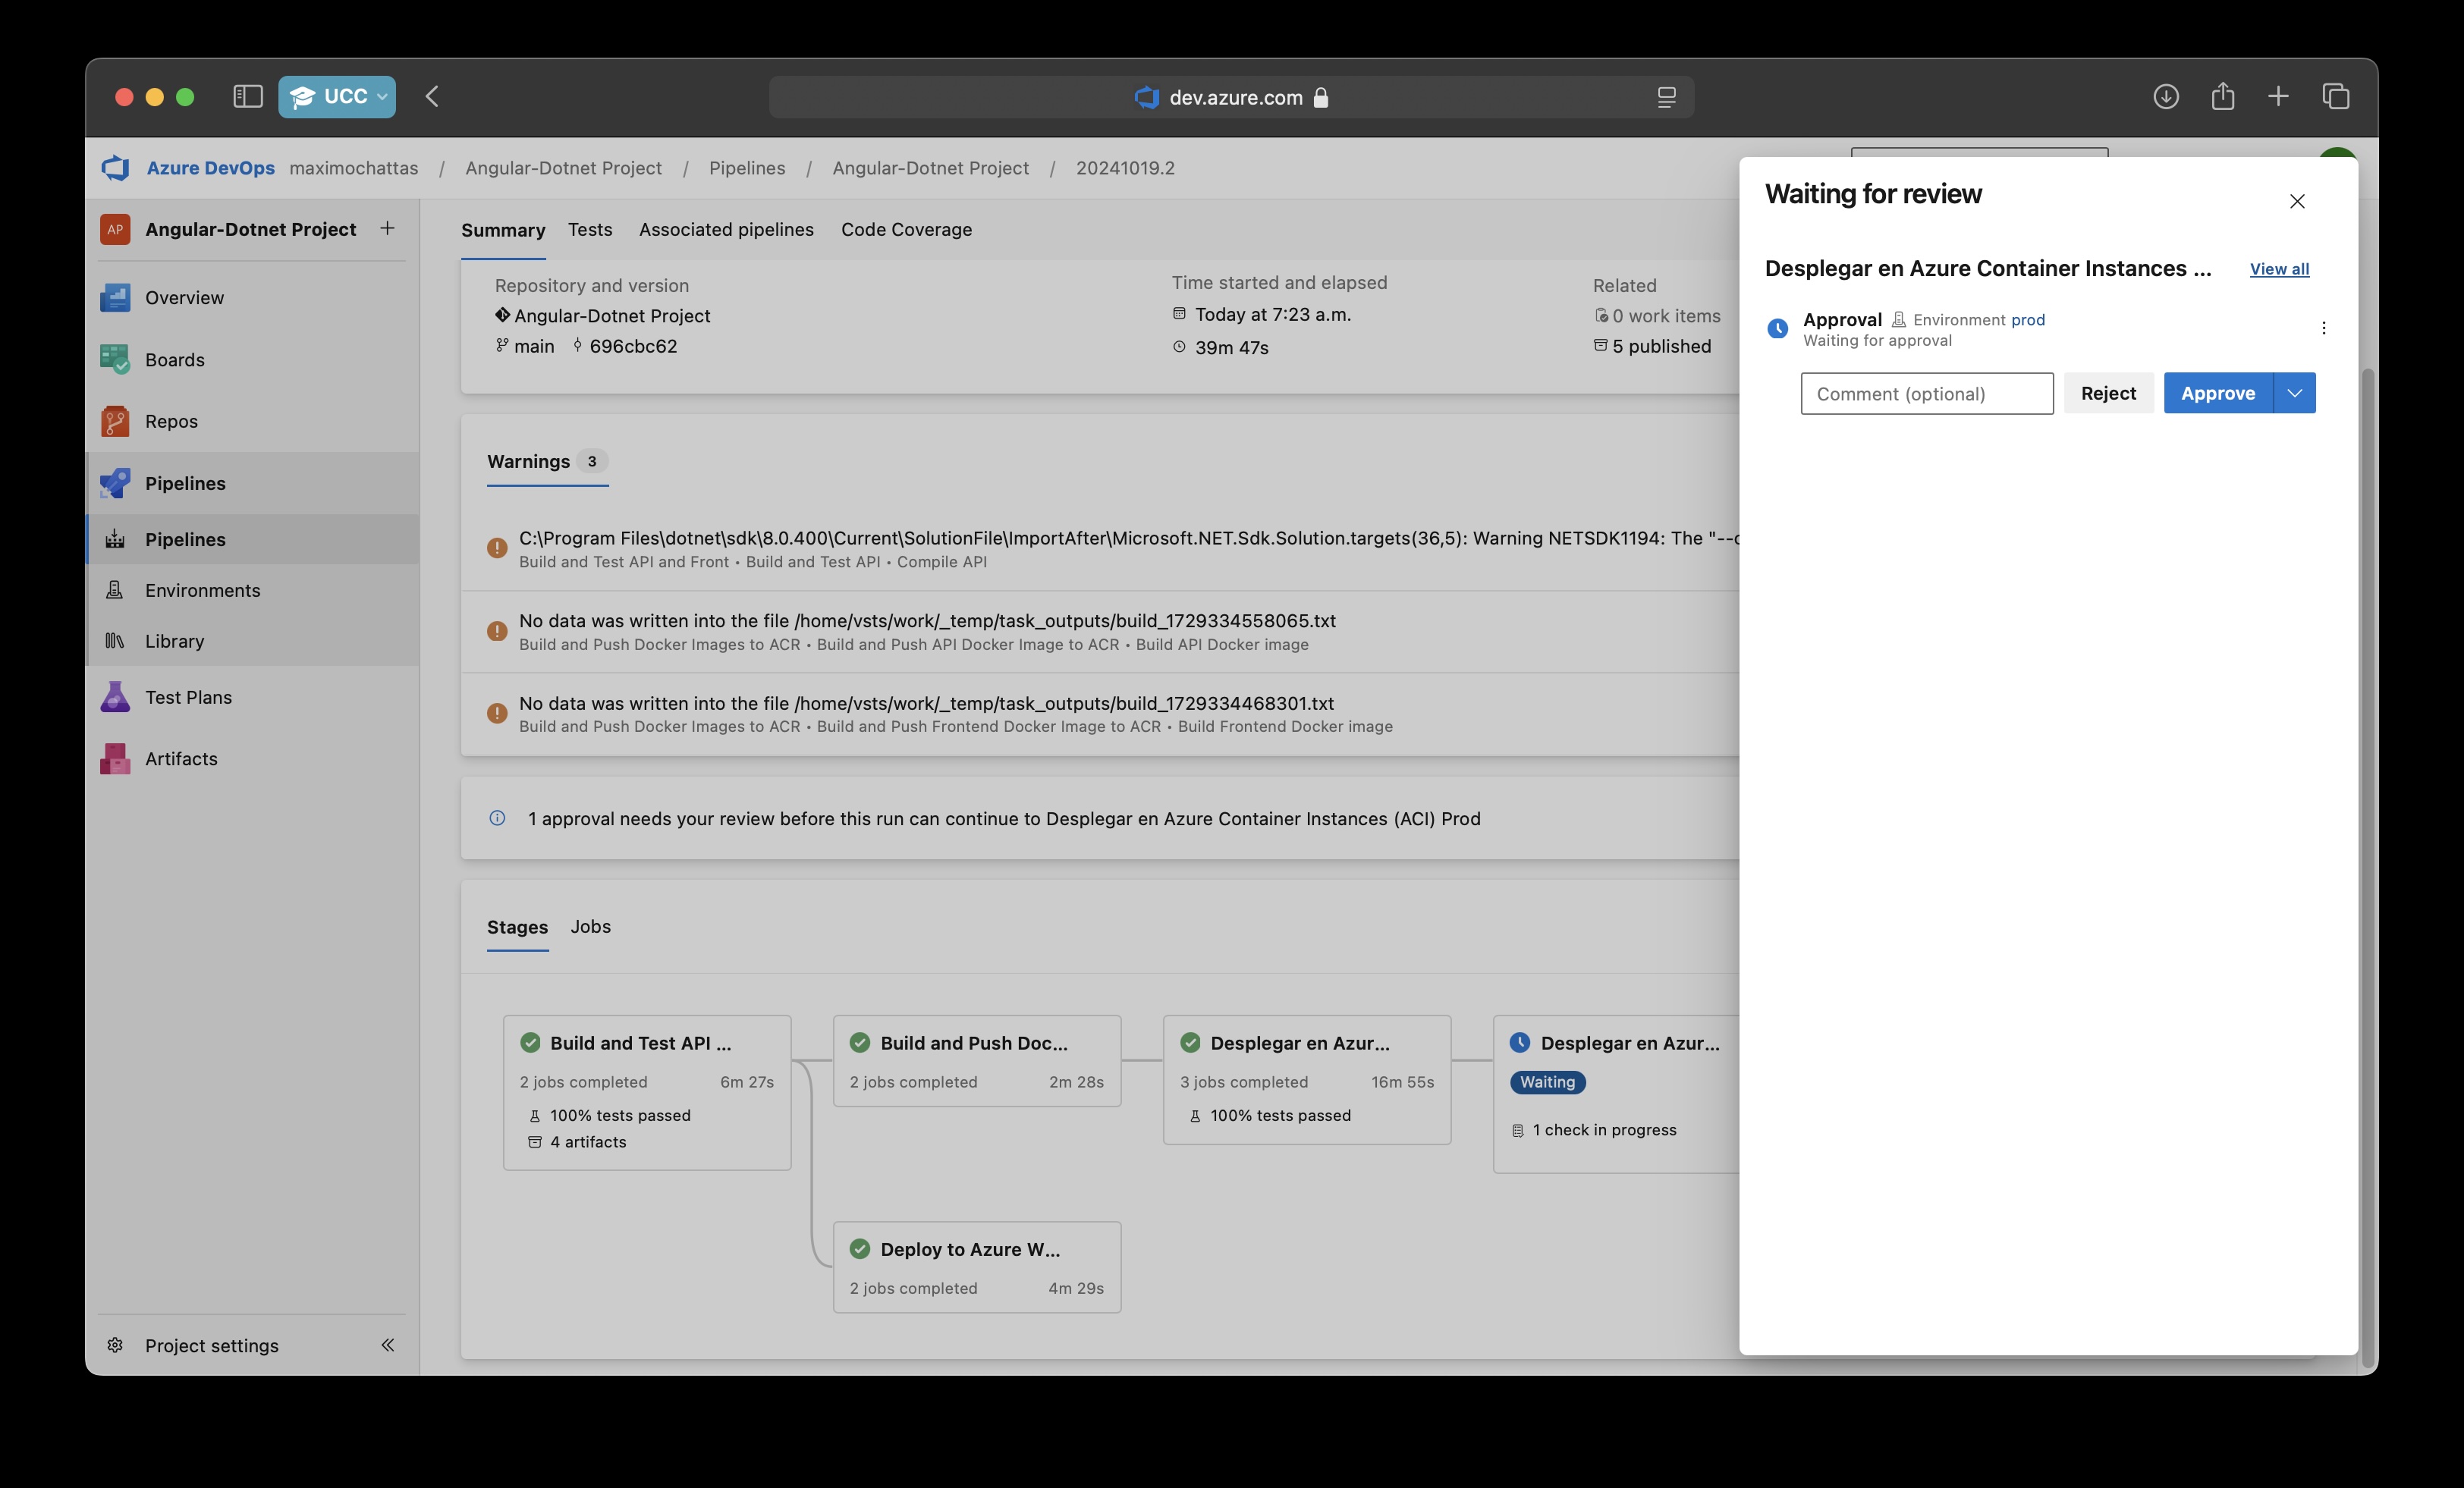 UCC
dev.azure.com
Azure DevOps maximochattas / Angular-Dotnet Project / Pipelines / Angular-Dotnet Project / 20241019.2
AP Angular-Dotnet Project
Overview
Boards
Repos
Pipelines
Pipelines
Environments
Library
Test Plans
Artifacts
Project settings
Summary Tests Associated pipelines Code Coverage
Repository and version
Angular-Dotnet Project
main 696cbc62
Time started and elapsed
Today at 7:23 a.m.
39m 47s
Related
0 work items
5 published
Warnings 3
C:\Program Files\dotnet\sdk\8.0.400\Current\SolutionFile\ImportAfter\Microsoft.NET.Sdk.Solution.targets(36,5): Warning NETSDK1194: The "--
Build and Test API and Front • Build and Test API • Compile API
No data was written into the file /home/vsts/work/_temp/task_outputs/build_1729334558065.txt
Build and Push Docker Images to ACR • Build and Push API Docker Image to ACR • Build API Docker image
No data was written into the file /home/vsts/work/_temp/task_outputs/build_1729334468301.txt
Build and Push Docker Images to ACR • Build and Push Frontend Docker Image to ACR • Build Frontend Docker image
1 approval needs your review before this run can continue to Desplegar en Azure Container Instances (ACI) Prod
Stages Jobs
Build and Test API ...
2 jobs completed 6m 27s
100% tests passed
4 artifacts
Build and Push Doc...
2 jobs completed 2m 28s
Desplegar en Azur...
3 jobs completed 16m 55s
100% tests passed
Desplegar en Azur...
Waiting
1 check in progress
Deploy to Azure W...
2 jobs completed 4m 29s
Waiting for review
Desplegar en Azure Container Instances ... View all
Approval Environment prod
Waiting for approval
Comment (optional) Reject Approve